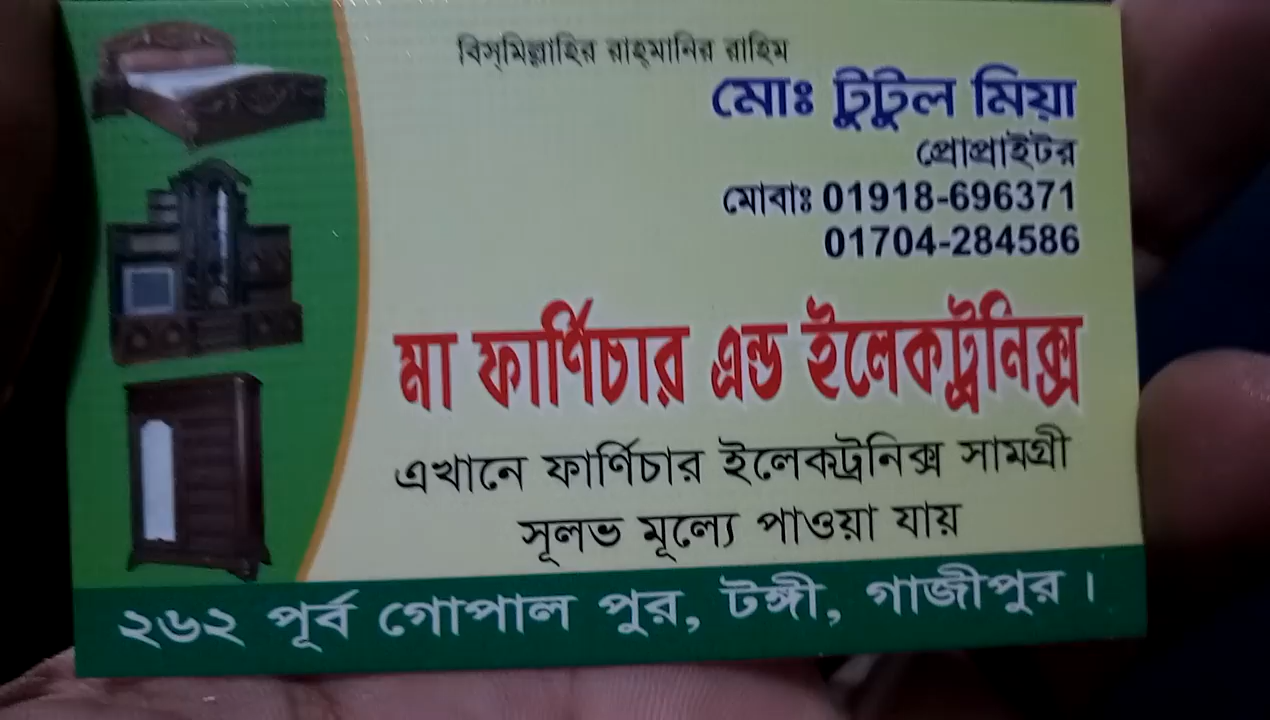 বিস্‌মিল্লাহির রাহ্‌মানির রাহিম
মোঃ টুটুল মিয়া
প্রোপ্রাইটর
মোবাঃ 01918-696371
01704-284586
মা ফার্ণিচার এন্ড ইলেকট্রনিক্স
এখানে ফার্ণিচার ইলেকট্রনিক্স সামগ্রী
সূলভ মূল্যে পাওয়া যায়
২৬২ পূর্ব গোপাল পুর, টঙ্গী, গাজীপুর।